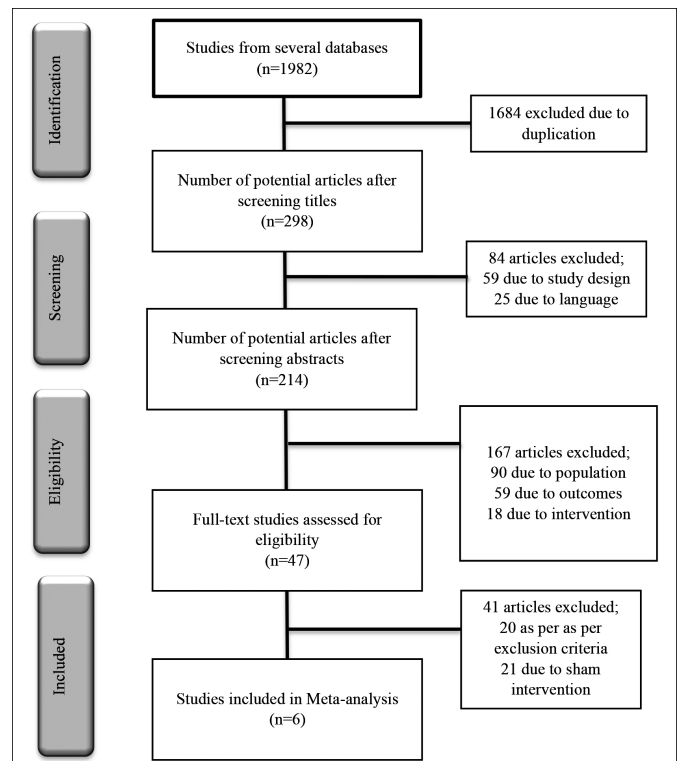 Identification
Studies from several databases
(n=1982)
1684 excluded due to
duplication
Number of potential articles after
screening titles
(n=298)
Screening
84 articles excluded;
59 due to study design
25 due to language
Number of potential articles after
screening abstracts
(n=214)
Eligibility
167 articles excluded;
90 due to population
59 due to outcomes
18 due to intervention
Full-text studies assessed for
eligibility
(n=47)
Included
41 articles excluded;
20 as per as per
exclusion criteria
21 due to sham
intervention
Studies included in Meta-analysis
(n=6)